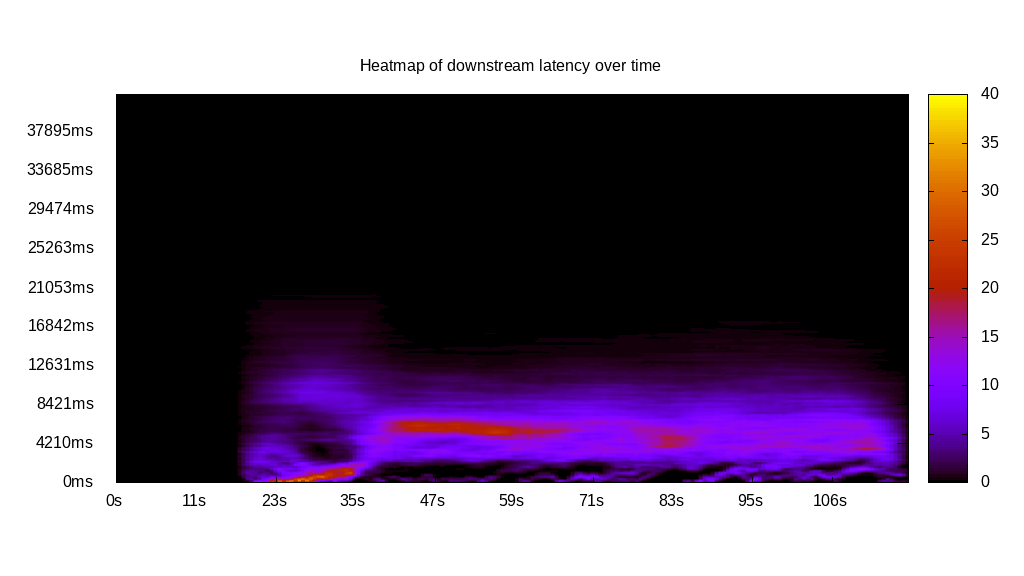 Heatmap of downstream latency over time
37895ms
33685ms
29474ms
25263ms
21053ms
16842ms
12631ms
8421ms
4210ms
0ms
0s 11s 23s 35s 47s 59s 71s 83s 95s 106s
40
35
30
25
20
15
10
5
0